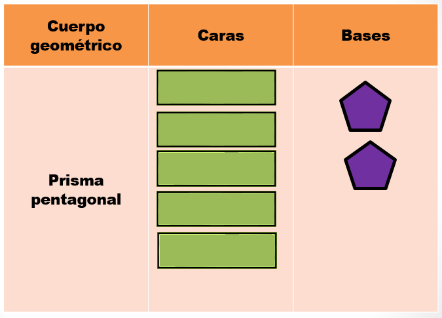 Cuerpo
geométrico
Caras
Bases
Prisma
pentagonal